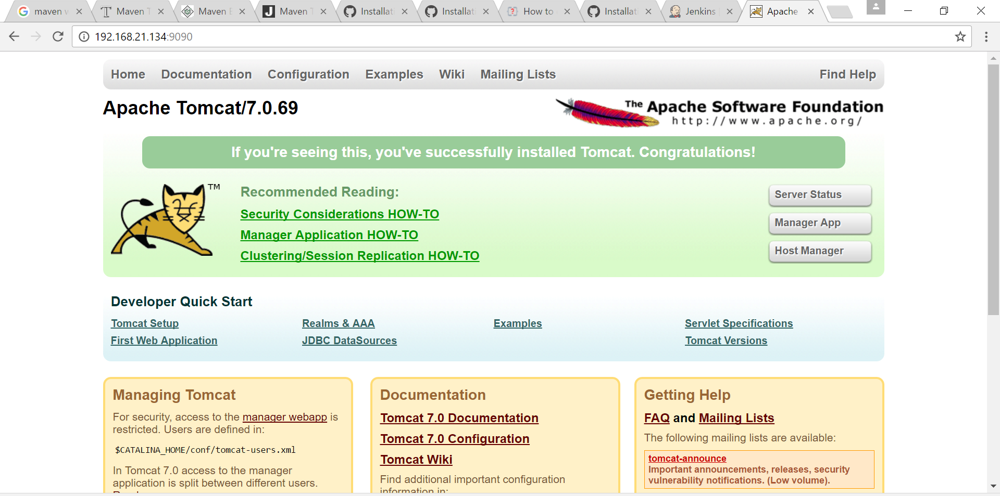 maven w
Maven T
Maven
Maven T
Installat
Installat
How to
Installat
Jenkins
Apache
192.168.21.134:9090
Home Documentation Configuration Examples Wiki Mailing Lists Find Help
Apache Tomcat/7.0.69
The Apache Software Foundation
http://www.apache.org/
If you're seeing this, you've successfully installed Tomcat. Congratulations!
TM
Recommended Reading:
Security Considerations HOW-TO
Manager Application HOW-TO
Clustering/Session Replication HOW-TO
Server Status
Manager App
Host Manager
Developer Quick Start
Tomcat Setup
Realms & AAA
Examples
Servlet Specifications
First Web Application
JDBC DataSources
Tomcat Versions
Managing Tomcat
For security, access to the manager webapp is
restricted. Users are defined in:
$CATALINA_HOME/conf/tomcat-users.xml
In Tomcat 7.0 access to the manager
application is split between different users.
Documentation
Tomcat 7.0 Documentation
Tomcat 7.0 Configuration
Tomcat Wiki
Find additional important configuration
information in:
Getting Help
FAQ and Mailing Lists
The following mailing lists are available:
tomcat-announce
Important announcements, releases, security
vulnerability notifications. (Low volume).